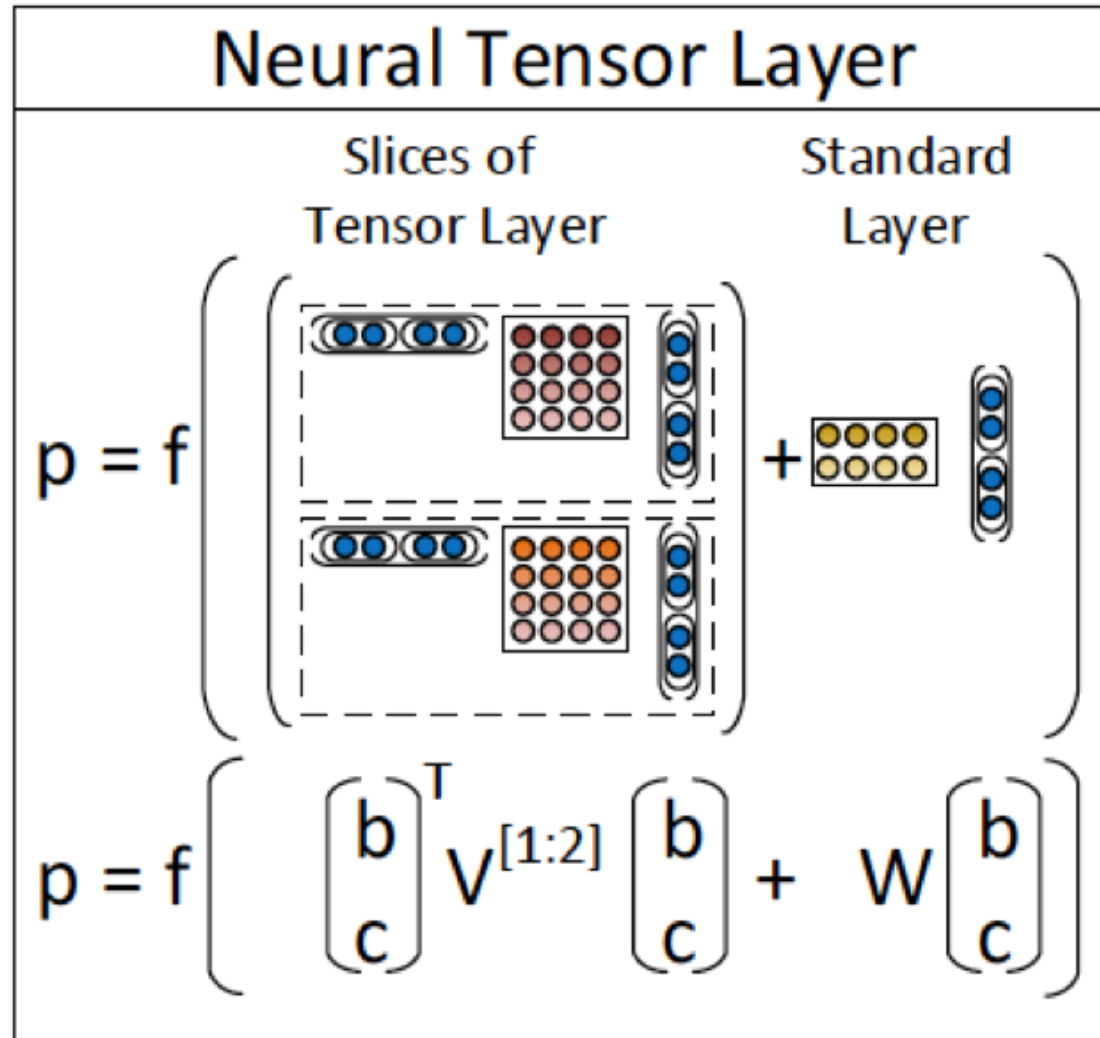 Neural Tensor Layer
Slices of
Tensor Layer
Standard
Layer
p = f
+
p = f ( [b c]^T V^[1:2] [b c] + W [b c] )